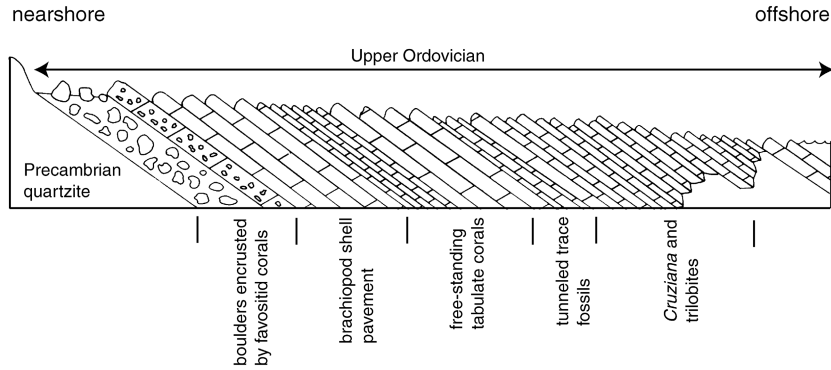 nearshore
offshore
Upper Ordovician
Precambrian
quartzite
boulders encrusted
by favositid corals
brachiopod shell
pavement
free-standing
tabulate corals
tunneled trace
fossils
Cruziana and
trilobites